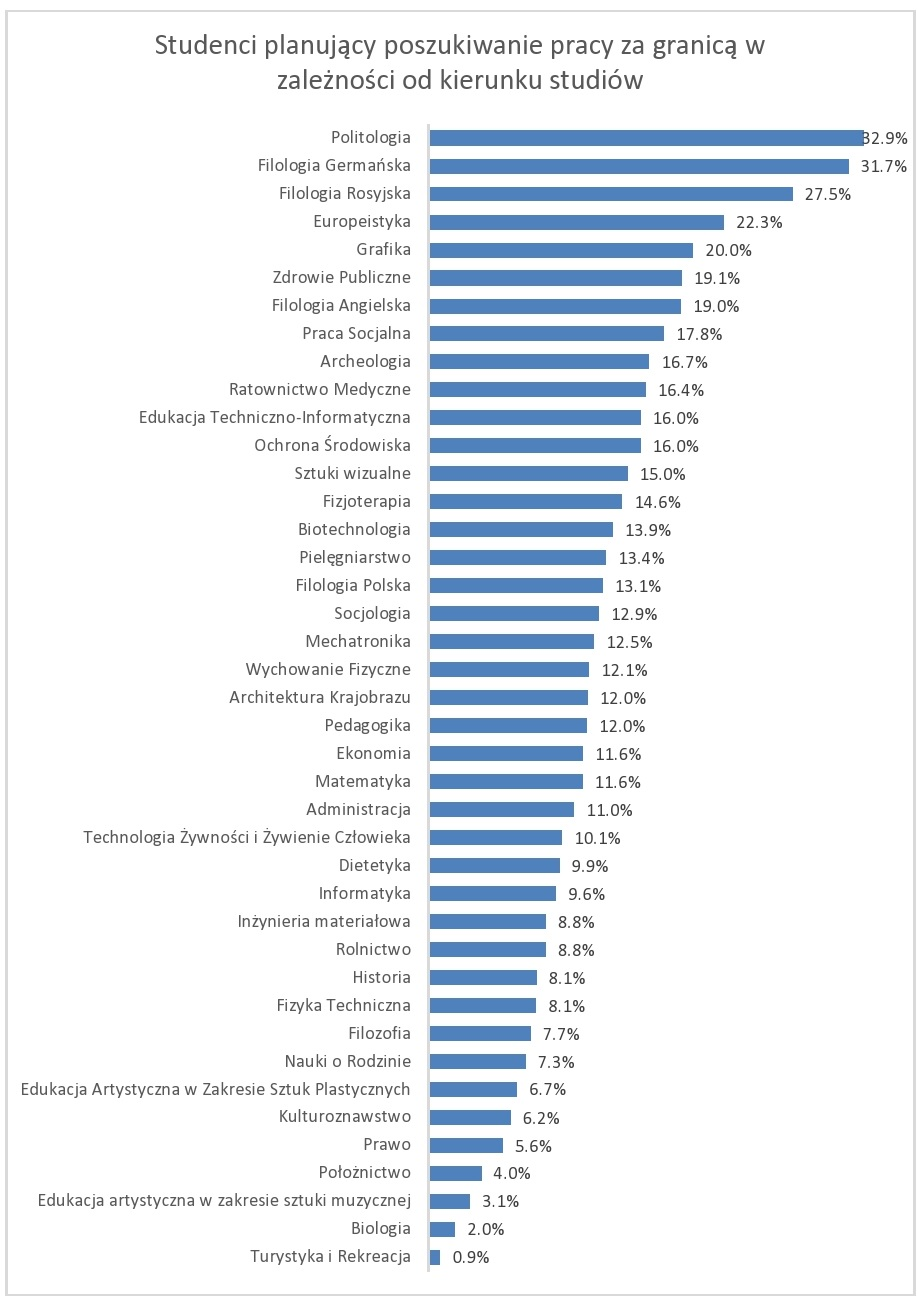 Studenci planujący poszukiwanie pracy za granicą w
zależności od kierunku studiów
Politologia 32.9%
Filologia Germańska 31.7%
Filologia Rosyjska 27.5%
Europeistyka 22.3%
Grafika 20.0%
Zdrowie Publiczne 19.1%
Filologia Angielska 19.0%
Praca Socjalna 17.8%
Archeologia 16.7%
Ratownictwo Medyczne 16.4%
Edukacja Techniczno-Informatyczna 16.0%
Ochrona Środowiska 16.0%
Sztuki wizualne 15.0%
Fizjoterapia 14.6%
Biotechnologia 13.9%
Pielęgniarstwo 13.4%
Filologia Polska 13.1%
Socjologia 12.9%
Mechatronika 12.5%
Wychowanie Fizyczne 12.1%
Architektura Krajobrazu 12.0%
Pedagogika 12.0%
Ekonomia 11.6%
Matematyka 11.6%
Administracja 11.0%
Technologia Żywności i Żywienie Człowieka 10.1%
Dietetyka 9.9%
Informatyka 9.6%
Inżynieria materiałowa 8.8%
Rolnictwo 8.8%
Historia 8.1%
Fizyka Techniczna 8.1%
Filozofia 7.7%
Nauki o Rodzinie 7.3%
Edukacja Artystyczna w Zakresie Sztuk Plastycznych 6.7%
Kulturoznawstwo 6.2%
Prawo 5.6%
Położnictwo 4.0%
Edukacja artystyczna w zakresie sztuki muzycznej 3.1%
Biologia 2.0%
Turystyka i Rekreacja 0.9%